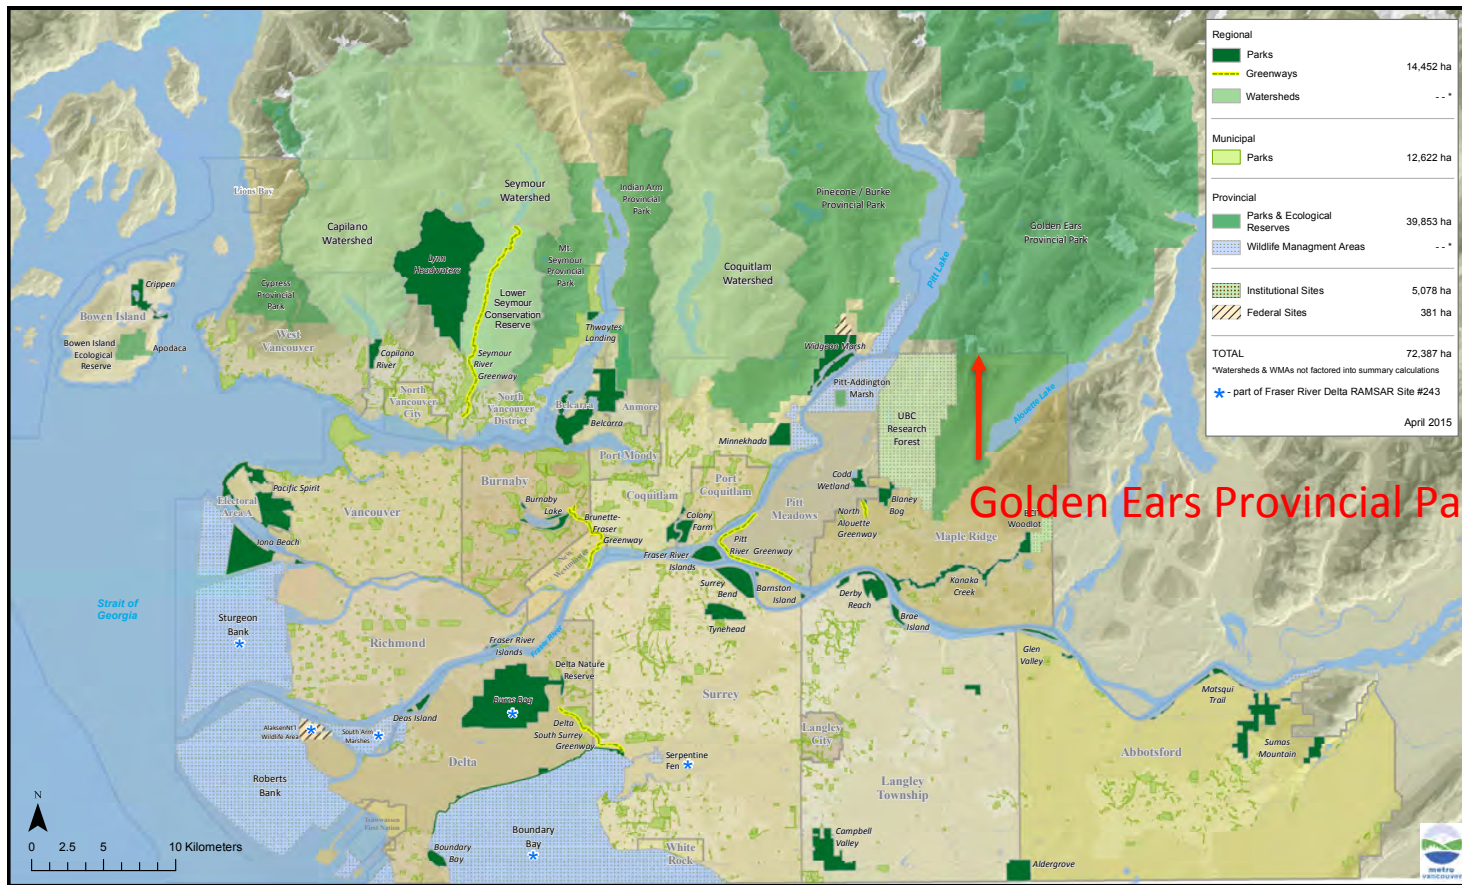 Regional
Parks
14,452 ha
Greenways
Watersheds
- - *
Municipal
Parks
12,622 ha
Provincial
Parks & Ecological
Reserves
39,853 ha
Wildlife Managment Areas
- - *
Institutional Sites
5,078 ha
Federal Sites
381 ha
TOTAL
72,387 ha
*Watersheds & WMAs not factored into summary calculations
* - part of Fraser River Delta RAMSAR Site #243
April 2015
Lions Bay
Capilano
Watershed
Seymour
Watershed
Lynn
Headwaters
Indian Arm
Provincial
Park
Mt.
Seymour
Provincial
Park
Pinecone / Burke
Provincial Park
Golden Ears
Provincial Park
Coquitlam
Watershed
Pitt Lake
Cypress
Provincial
Park
Lower
Seymour
Conservation
Reserve
Crippen
Bowen Island
Bowen Island
Ecological
Reserve
Apodaca
West
Vancouver
Capilano
River
Seymour
River
Greenway
Thwaytes
Landing
Widgeon Marsh
Pitt-Addington
Marsh
North
Vancouver
City
North
Vancouver
District
Belcarra
Belcarra
Anmore
Minnekhada
UBC
Research
Forest
Alouette Lake
Port Moody
Golden Ears Provincial Pa
Electoral
Area A
Pacific Spirit
Vancouver
Iona Beach
Burnaby
Burnaby
Lake
Brunette-
Fraser
Greenway
New
Westminster
Coquitlam
Port
Coquitlam
Colony
Farm
Codd
Wetland
Pitt
Meadows
North
Alouette
Greenway
Blaney
Bog
Woodlot
Maple Ridge
Pitt
River Greenway
Fraser River
Islands
Surrey
Bend
Barnston
Island
Tynehead
Derby
Reach
Brae
Island
Kanaka
Creek
Strait of
Georgia
Sturgeon
Bank
Richmond
Fraser River
Islands
Fraser River
Delta Nature
Reserve
Burns Bog
Deas Island
Delta
South Surrey
Greenway
Alaksen Nt'l
Wildlife Area
South Arm
Marshes
Delta
Roberts
Bank
Tsawwassen
First Nation
Boundary
Bay
Boundary
Bay
Serpentine
Fen
Surrey
White
Rock
Langley
City
Langley
Township
Campbell
Valley
Aldergrove
Glen
Valley
Matsqui
Trail
Sumas
Mountain
Abbotsford
N
0 2.5 5 10 Kilometers
metro
vancouver